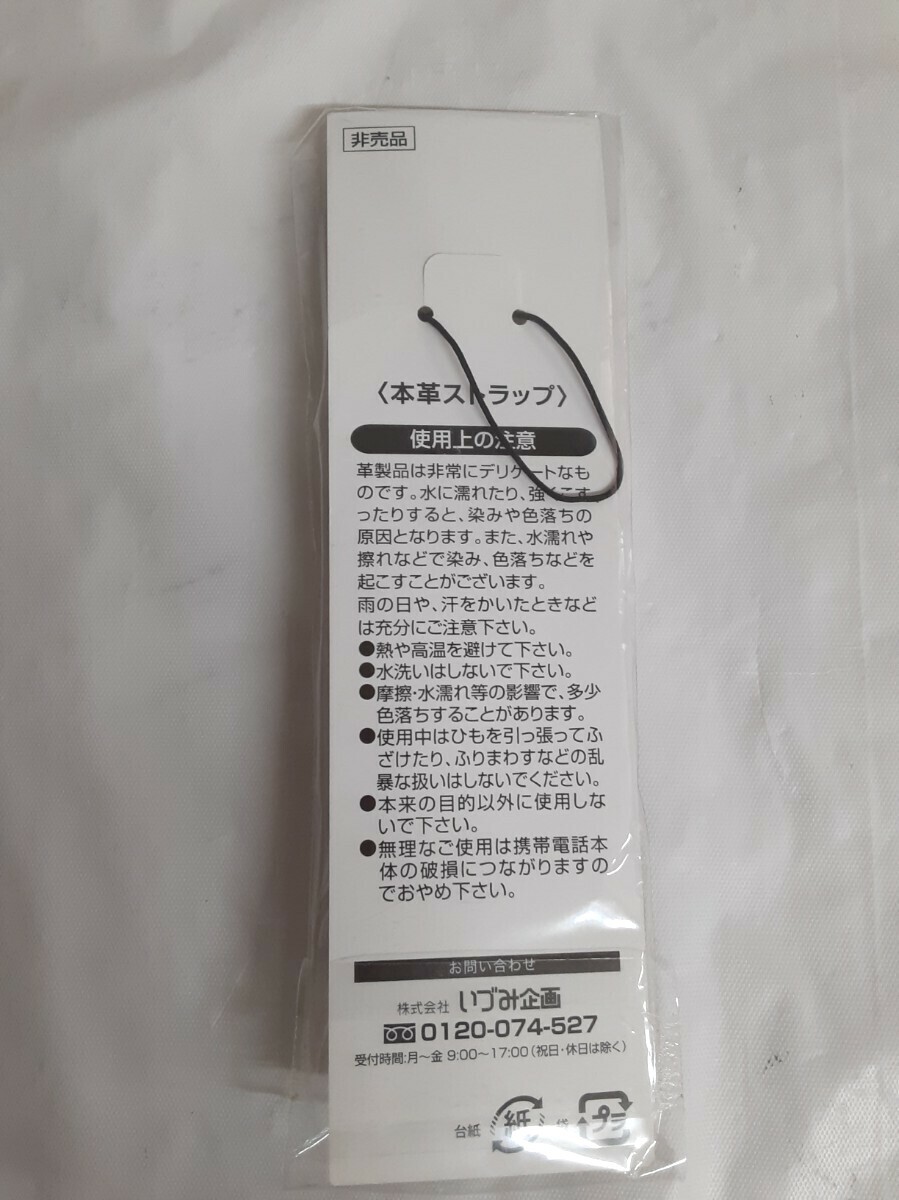 非売品
〈本革ストラップ〉
使用上の注意
革製品は非常にデリケートなも
のです。水に濡れたり、強くこす
ったりすると、染みや色落ちの
原因となります。また、水濡れや
擦れなどで染み、色落ちなどを
起こすことがございます。
雨の日や、汗をかいたときなど
は充分にご注意下さい。
●熱や高温を避けて下さい。
●水洗いはしないで下さい。
●摩擦・水濡れ等の影響で、多少
色落ちすることがあります。
●使用中はひもを引っ張ってふ
ざけたり、ふりまわすなどの乱
暴な扱いはしないでください。
●本来の目的以外に使用しな
いで下さい。
●無理なご使用は携帯電話本
体の破損につながりますの
でおやめ下さい。
お問い合わせ
株式会社 いづみ企画
0120-074-527
受付時間:月〜金 9:00〜17:00(祝日・休日は除く)
台紙 紙 袋 プラ